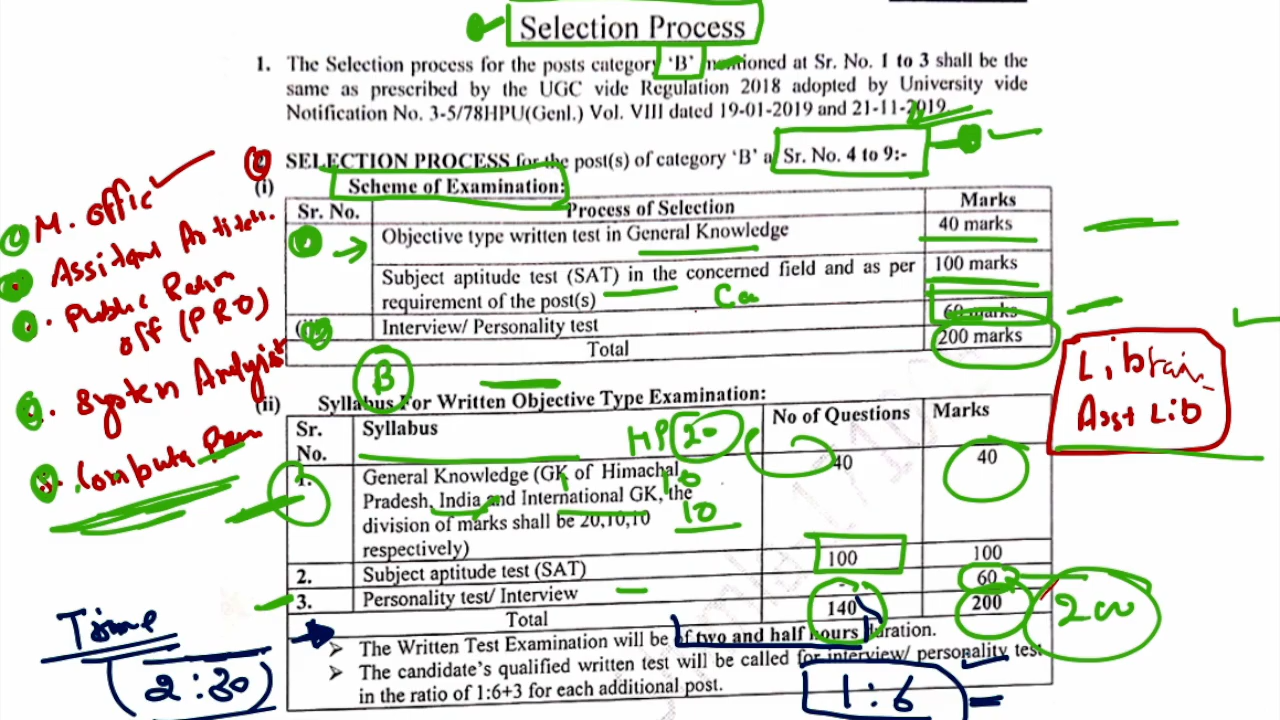 Selection Process
1. The Selection process for the posts category 'B' mentioned at Sr. No. 1 to 3 shall be the
same as prescribed by the UGC vide Regulation 2018 adopted by University vide
Notification No. 3-5/78HPU(Genl.) Vol. VIII dated 19-01-2019 and 21-11-2019.
2 SELECTION PROCESS for the post(s) of category 'B' a Sr. No. 4 to 9:-
(i) Scheme of Examination:
Sr. No. Process of Selection Marks
Objective type written test in General Knowledge 40 marks
Subject aptitude test (SAT) in the concerned field and as per 100 marks
requirement of the post(s)
Interview/ Personality test 60 marks
Total 200 marks
(ii) Syllabus For Written Objective Type Examination:
Sr. Syllabus No of Questions Marks
No.
1. General Knowledge (GK of Himachal 40 40
Pradesh, India and International GK, the
division of marks shall be 20,10,10
respectively)
2. Subject aptitude test (SAT) 100 100
3. Personality test/ Interview 60
Total 140 200
➢ The Written Test Examination will be of two and half hours duration.
➢ The candidate's qualified written test will be called for interview/ personality test
in the ratio of 1:6+3 for each additional post.
M. offic
Assistant
Public
off (PRO)
System Analyist
Computa
B
HP 20
10
10
200
Asst Lib
Time
2:30
1:6